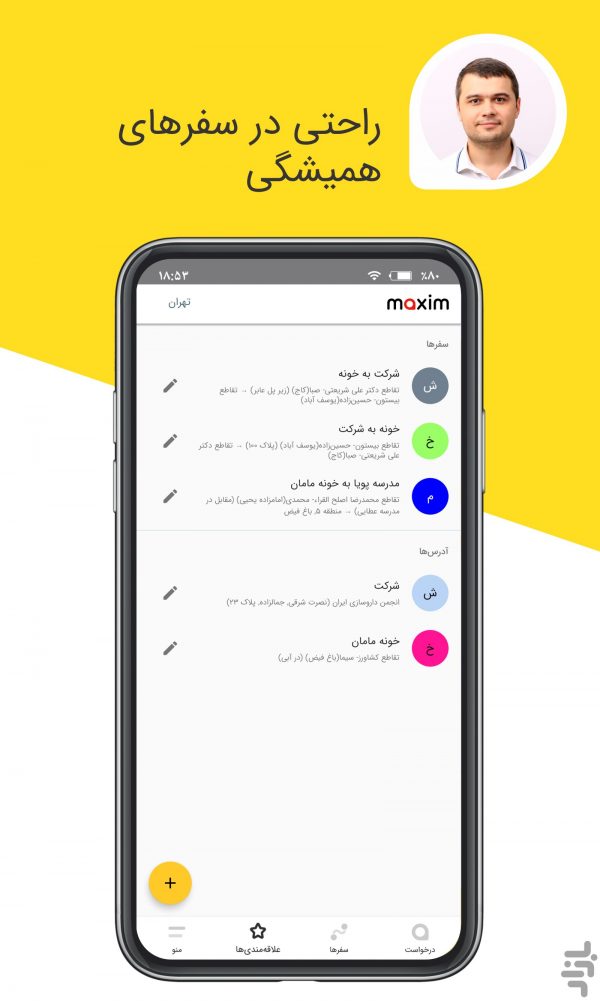 راحتی در سفرهای
همیشگی
۱۸:۵۳
٪۸۰
maxim
تهران
سفرها
ش
شرکت به خونه
تقاطع دکتر علی شریعتی- صبا(کاج) (زیر پل عابر) → تقاطع
بیستون- حسین‌زاده(یوسف آباد)
خ
خونه به شرکت
تقاطع بیستون- حسین‌زاده(یوسف آباد) (پلاک ۱۰۰) → تقاطع دکتر
علی شریعتی- صبا(کاج)
م
مدرسه پویا به خونه مامان
تقاطع محمدرضا اصلح القراء- محمدی(امامزاده یحیی) (مقابل در
مدرسه عطایی) → منطقه ۵, باغ فیض
آدرس‌ها
ش
شرکت
انجمن داروسازی ایران (نصرت شرقی, جمالزاده, پلاک ۲۳)
خ
خونه مامان
تقاطع کشاورز- سیما(باغ فیض) (در آبی)
+
درخواست
سفرها
علاقه‌مندی‌ها
منو
بازار